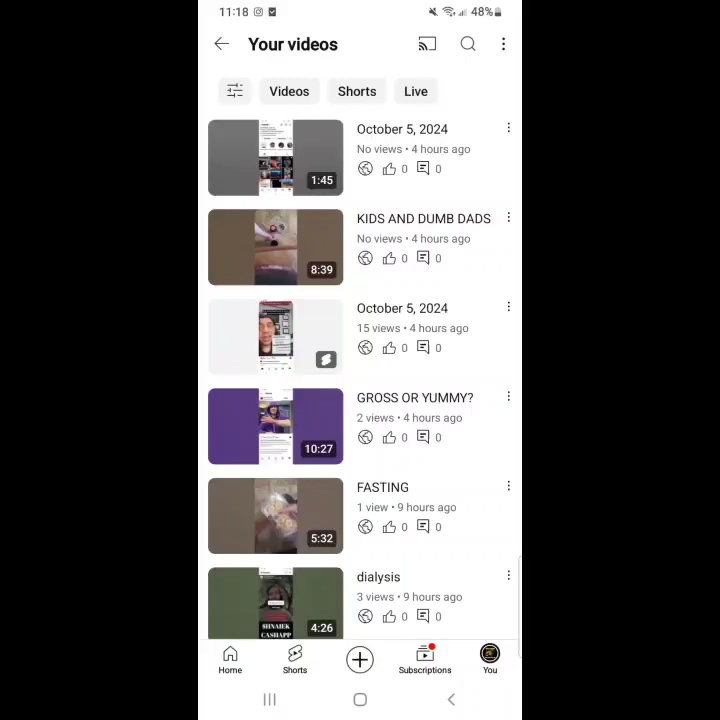 11:18 48%
Your videos
Videos Shorts Live
October 5, 2024
No views • 4 hours ago
0 0
1:45
KIDS AND DUMB DADS
No views • 4 hours ago
0 0
8:39
October 5, 2024
15 views • 4 hours ago
0 0
GROSS OR YUMMY?
2 views • 4 hours ago
0 0
10:27
FASTING
1 view • 9 hours ago
0 0
5:32
dialysis
3 views • 9 hours ago
0 0
SHNAIEK
CASHAPP
4:26
Home Shorts Subscriptions You